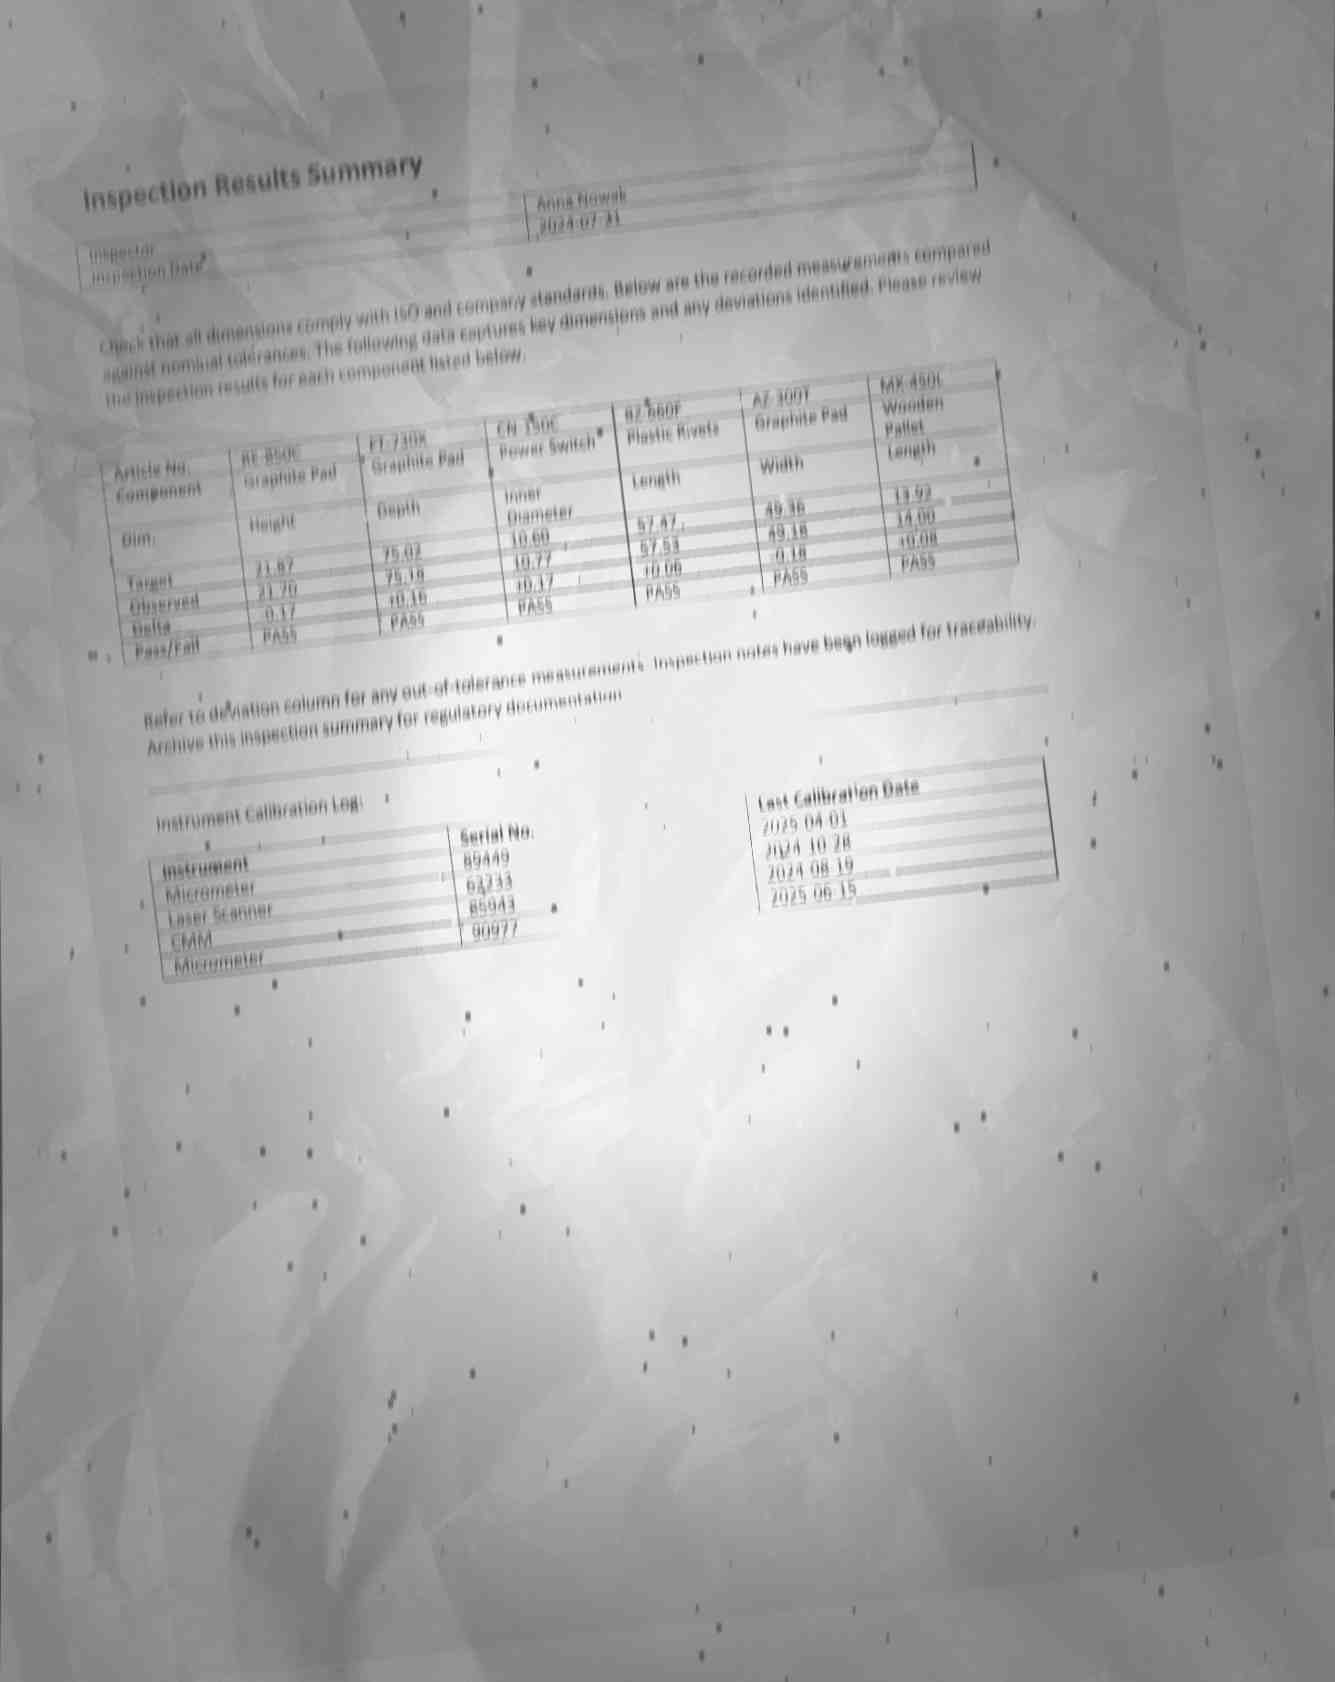 Inspection Results Summary
Inspector Anna Nowak
Inspection Date 2024-07-21
Check that all dimensions comply with ISO and company standards. Below are the recorded measurements compared
against nominal tolerances. The following data captures key dimensions and any deviations identified. Please review
the inspection results for each component listed below.
Article No. CN-150C BZ-660F AZ-300T
Component Graphite Pad Graphite Pad Power Switch Plastic Rivets Graphite Pad Wooden
Pallet
Dim. Height Depth Inner Length Width Length
Diameter
Target 21.87 75.02 10.60 57.47 49.36 13.92
Observed 21.70 75.18 10.77 57.53 49.18 14.00
Delta -0.17 +0.16 +0.17 +0.06 -0.18 +0.08
Pass/Fail PASS PASS PASS PASS PASS PASS
Refer to deviation column for any out-of-tolerance measurements. Inspection notes have been logged for traceability.
Archive this inspection summary for regulatory documentation.
Instrument Calibration Log:
Instrument Serial No. Last Calibration Date
Micrometer 89449 2025-04-01
Laser Scanner 2024-10-28
CMM 85943 2024-08-19
Micrometer 90977 2025-06-15